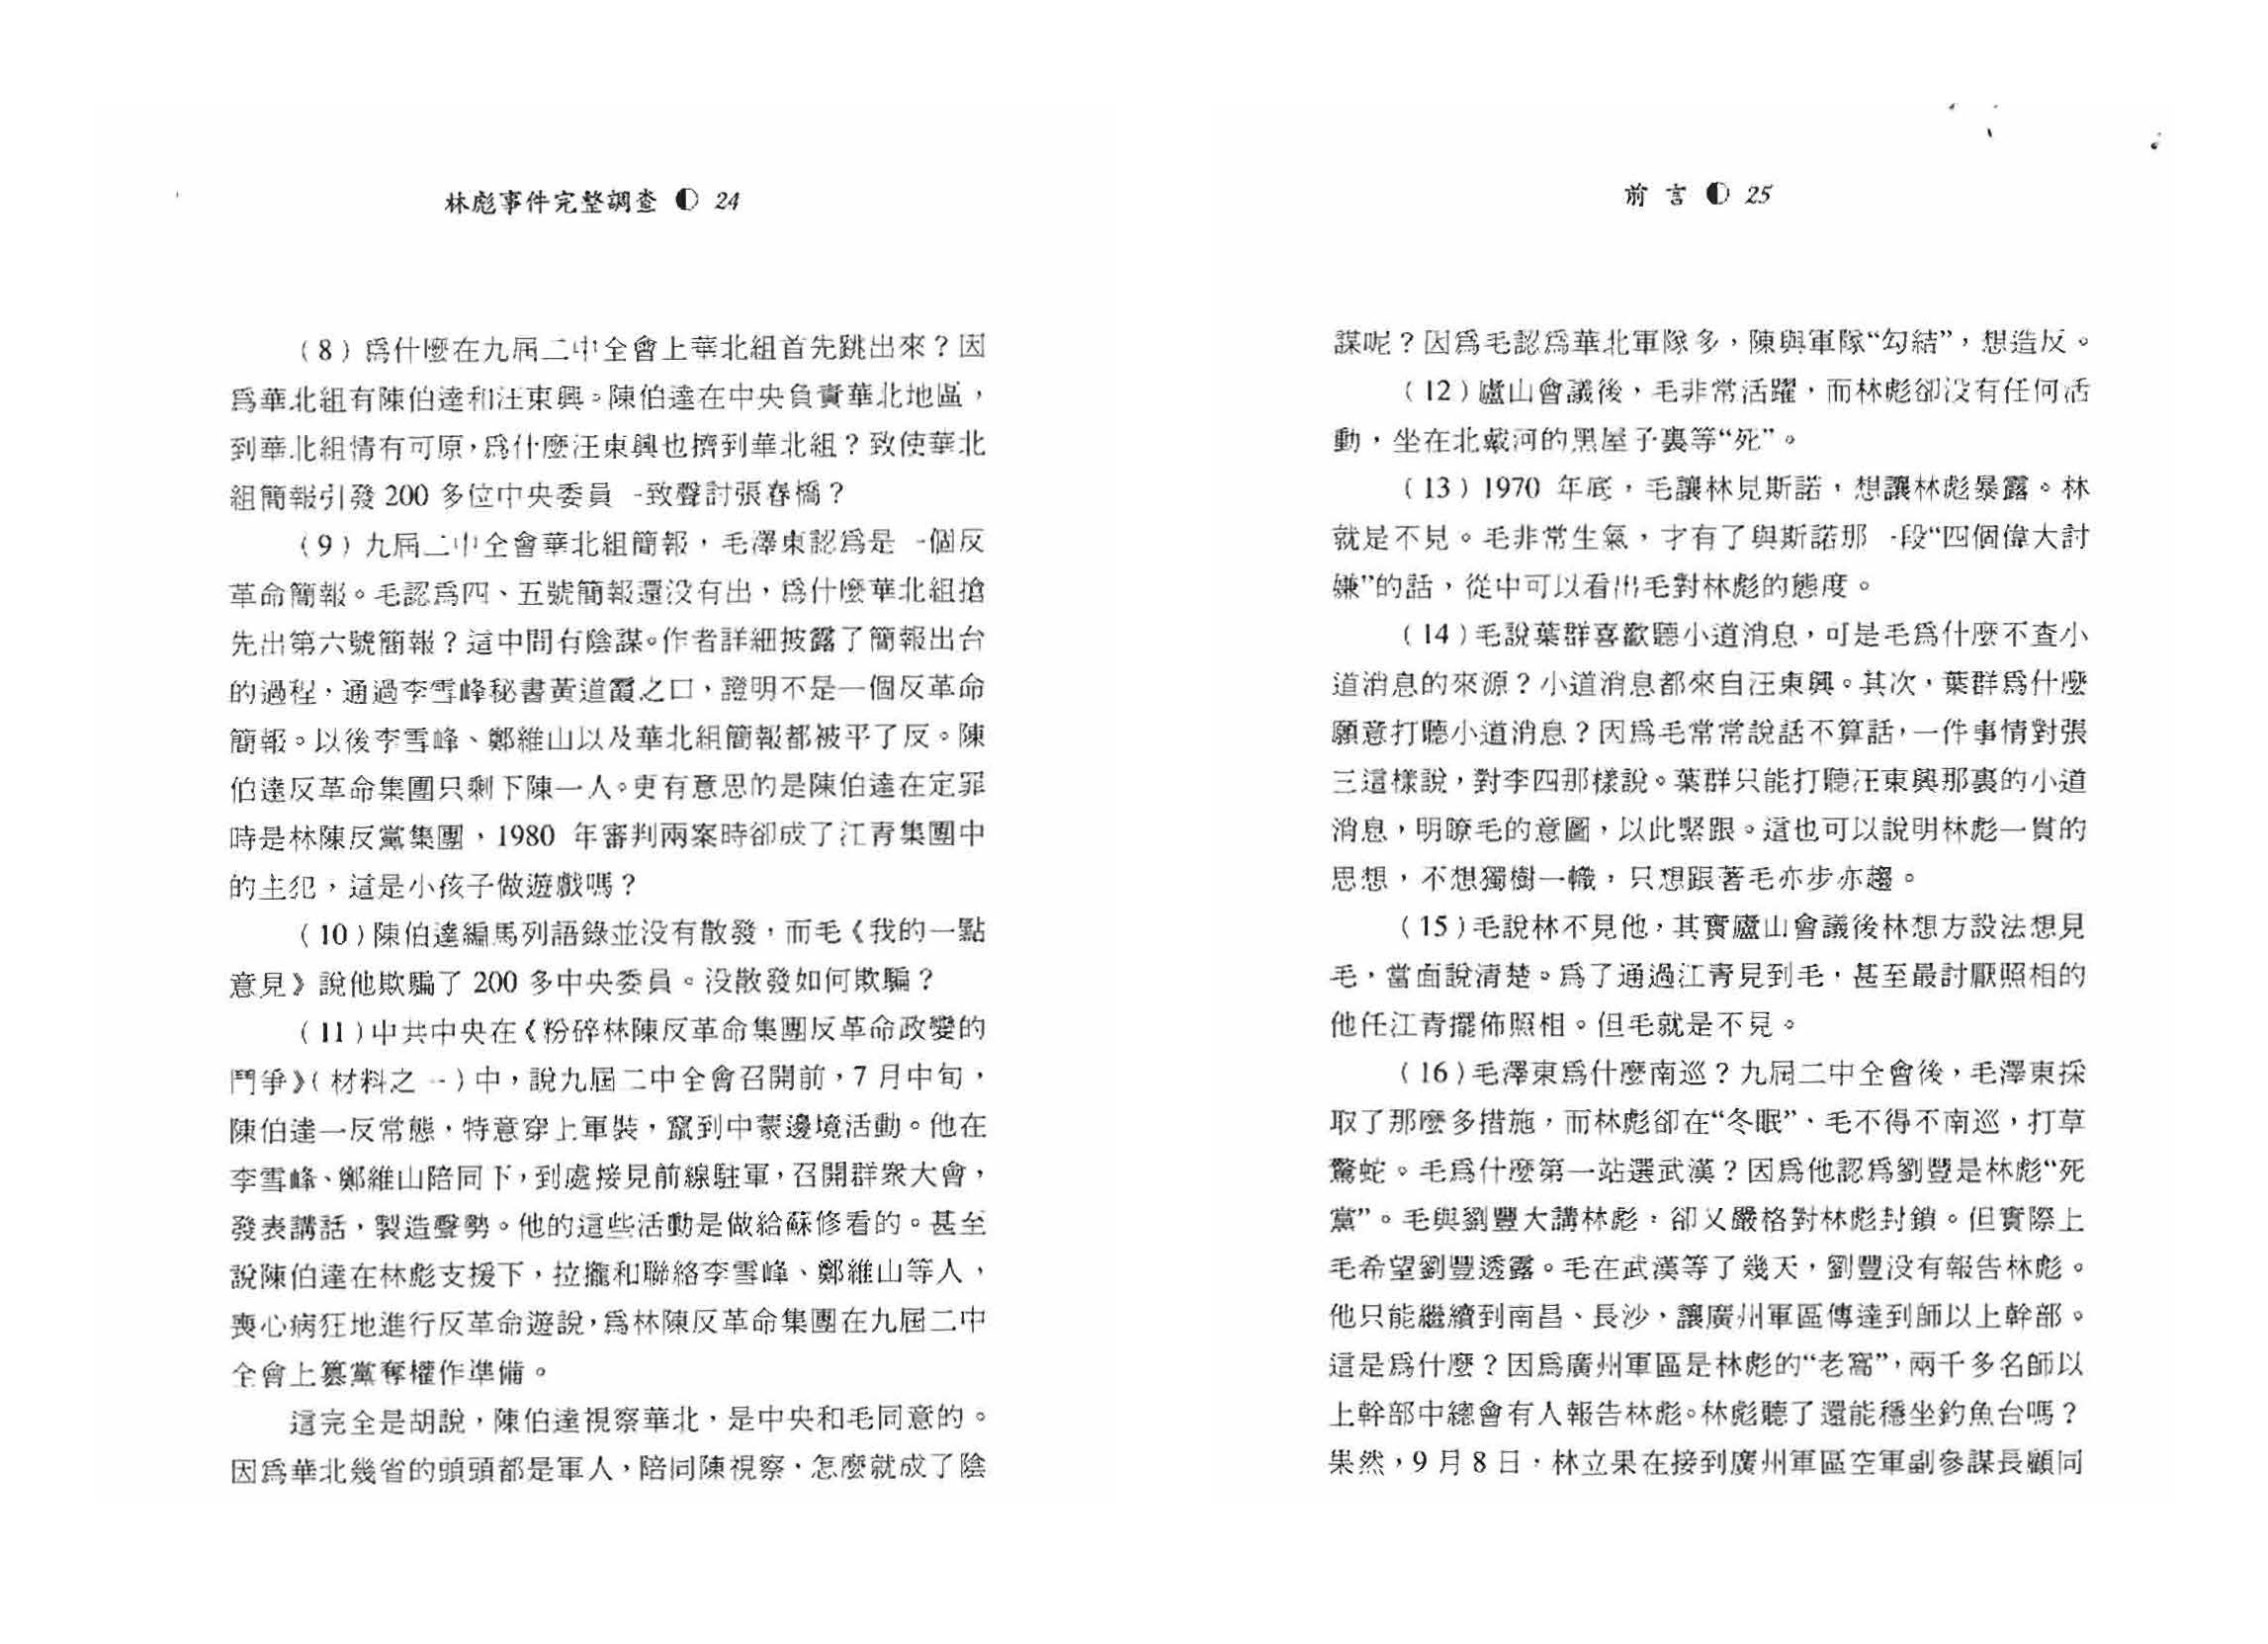 林彪事件完整調查 24
(8)爲什麼在九屆二中全會上華北組首先跳出來？因
爲華北組有陳伯達和汪東興。陳伯達在中央負責華北地區，
到華北組情有可原，爲什麼汪東興也擠到華北組？致使華北
組簡報引發 200 多位中央委員一致聲討張春橋？
(9)九屆二中全會華北組簡報，毛澤東認爲是一個反
革命簡報。毛認爲四、五號簡報還没有出，爲什麼華北組搶
先出第六號簡報？這中間有陰謀。作者詳細披露了簡報出台
的過程，通過李雪峰秘書黃道霞之口，證明不是一個反革命
簡報。以後李雪峰、鄭維山以及華北組簡報都被平了反。陳
伯達反革命集團只剩下陳一人。更有意思的是陳伯達在定罪
時是林陳反黨集團，1980 年審判兩案時卻成了江青集團中
的主犯，這是小孩子做遊戲嗎？
(10)陳伯達編馬列語錄並没有散發，而毛《我的一點
意見》說他欺騙了 200 多中央委員。没散發如何欺騙？
(11)中共中央在《粉碎林陳反革命集團反革命政變的
鬥爭》(材料之一)中，說九屆二中全會召開前，7 月中旬，
陳伯達一反常態，特意穿上軍裝，竄到中蒙邊境活動。他在
李雪峰、鄭維山陪同下，到處接見前線駐軍，召開群衆大會，
發表講話，製造聲勢。他的這些活動是做給蘇修看的。甚至
說陳伯達在林彪支援下，拉攏和聯絡李雪峰、鄭維山等人，
喪心病狂地進行反革命遊說，爲林陳反革命集團在九屆二中
全會上篡黨奪權作準備。
這完全是胡說，陳伯達視察華北，是中央和毛同意的。
因爲華北幾省的頭頭都是軍人，陪同陳視察，怎麼就成了陰
前 言 25
謀呢？因爲毛認爲華北軍隊多，陳與軍隊“勾結”，想造反。
(12)廬山會議後，毛非常活躍，而林彪卻没有任何活
動，坐在北戴河的黑屋子裏等“死”。
(13)1970 年底，毛讓林見斯諾，想讓林彪暴露。林
就是不見。毛非常生氣，才有了與斯諾那一段“四個偉大討
嫌”的話，從中可以看出毛對林彪的態度。
(14)毛說葉群喜歡聽小道消息，可是毛爲什麼不查小
道消息的來源？小道消息都來自汪東興。其次，葉群爲什麼
願意打聽小道消息？因爲毛常常說話不算話，一件事情對張
三這樣說，對李四那樣說。葉群只能打聽汪東興那裏的小道
消息，明瞭毛的意圖，以此緊跟。這也可以說明林彪一貫的
思想，不想獨樹一幟，只想跟著毛亦步亦趨。
(15)毛說林不見他，其實廬山會議後林想方設法想見
毛，當面說清楚。爲了通過江青見到毛，甚至最討厭照相的
他任江青擺佈照相。但毛就是不見。
(16)毛澤東爲什麼南巡？九屆二中全會後，毛澤東採
取了那麼多措施，而林彪卻在“冬眠”、毛不得不南巡，打草
驚蛇。毛爲什麼第一站選武漢？因爲他認爲劉豐是林彪“死
黨”。毛與劉豐大講林彪，卻又嚴格對林彪封鎖。但實際上
毛希望劉豐透露。毛在武漢等了幾天，劉豐没有報告林彪。
他只能繼續到南昌、長沙，讓廣州軍區傳達到師以上幹部。
這是爲什麼？因爲廣州軍區是林彪的“老窩”，兩千多名師以
上幹部中總會有人報告林彪。林彪聽了還能穩坐釣魚台嗎？
果然，9 月 8 日，林立果在接到廣州軍區空軍副參謀長顧同